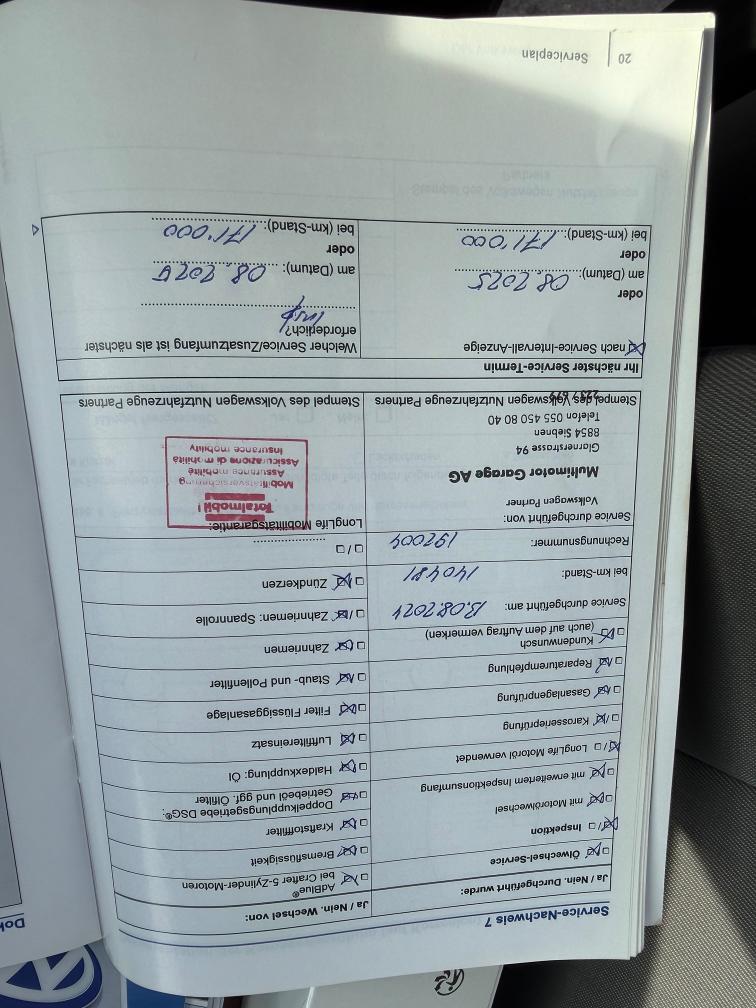 Service-Nachweis 7
Ja / Nein. Durchgeführt wurde:
Ölwechsel-Service
Inspektion
mit Motorölwechsel
mit erweitertem Inspektionsumfang
LongLife Motoröl verwendet
Karosserieprüfung
Gasanlagenprüfung
Reparaturempfehlung
Kundenwunsch
(auch auf dem Auftrag vermerken)
Service durchgeführt am: 13.08.2024
bei km-Stand: 140481
Rechnungsnummer: 192004
Service durchgeführt von:
Volkswagen Partner
Multimotor Garage AG
Glarnerstrasse 94
8854 Siebnen
Telefon 055 450 80 40
Stempel des Volkswagen Nutzfahrzeuge Partners
Ja / Nein. Wechsel von:
AdBlue®
bei Crafter 5-Zylinder-Motoren
Bremsflüssigkeit
Kraftstofffilter
Doppelkupplungsgetriebe DSG®:
Getriebeöl und ggf. Ölfilter
Haldexkupplung: Öl
Luftfiltereinsatz
Filter Flüssiggasanlage
Staub- und Pollenfilter
Zahnriemen
Zahnriemen: Spannrolle
Zündkerzen
LongLife Mobilitätsgarantie:
Totalmobil!
Mobilitätsversicherung
Assurance mobilité
Assicurazione di mobilità
Insurance mobility
Stempel des Volkswagen Nutzfahrzeuge Partners
Ihr nächster Service-Termin
nach Service-Intervall-Anzeige
oder
am (Datum): 08.2025
oder
bei (km-Stand): 171'000
Welcher Service/Zusatzumfang ist als nächster
erforderlich?
Insp
am (Datum): 08.2025
oder
bei (km-Stand): 171'000
20 Serviceplan